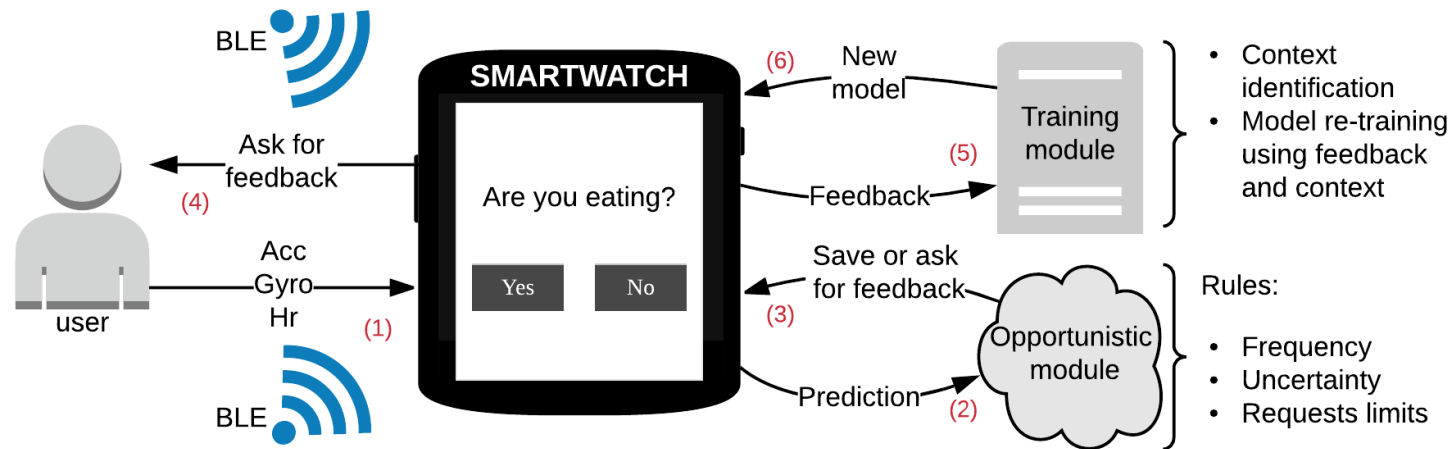 BLE
SMARTWATCH
Are you eating?
Yes
No
Ask for
feedback
(4)
Acc
Gyro
Hr
(1)
user
BLE
(6)
New
model
(5)
Feedback
Training
module
• Context
identification
• Model re-training
using feedback
and context
Save or ask
for feedback
(3)
Prediction
(2)
Opportunistic
module
Rules:
• Frequency
• Uncertainty
• Requests limits